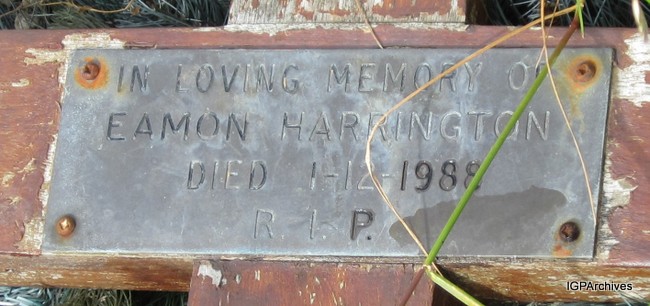 IN LOVING MEMORY OF
EAMON HARRINGTON
DIED 1-12-1988
R.I.P.
IGPArchives